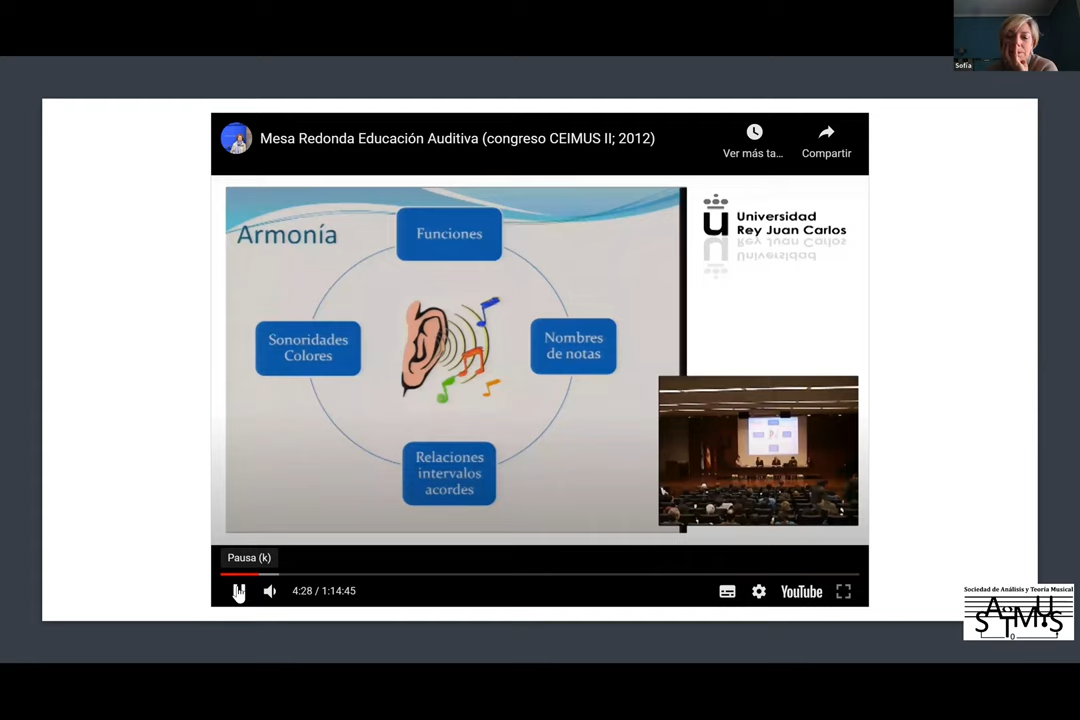 Sofía
Mesa Redonda Educación Auditiva (congreso CEIMUS II; 2012)
Ver más ta...
Compartir
Armonía
Funciones
Sonoridades
Colores
Nombres
de notas
Relaciones
intervalos
acordes
Universidad
Rey Juan Carlos
Pausa (k)
4:28 / 1:14:45
YouTube
Sociedad de Análisis y Teoría Musical
SATMUS